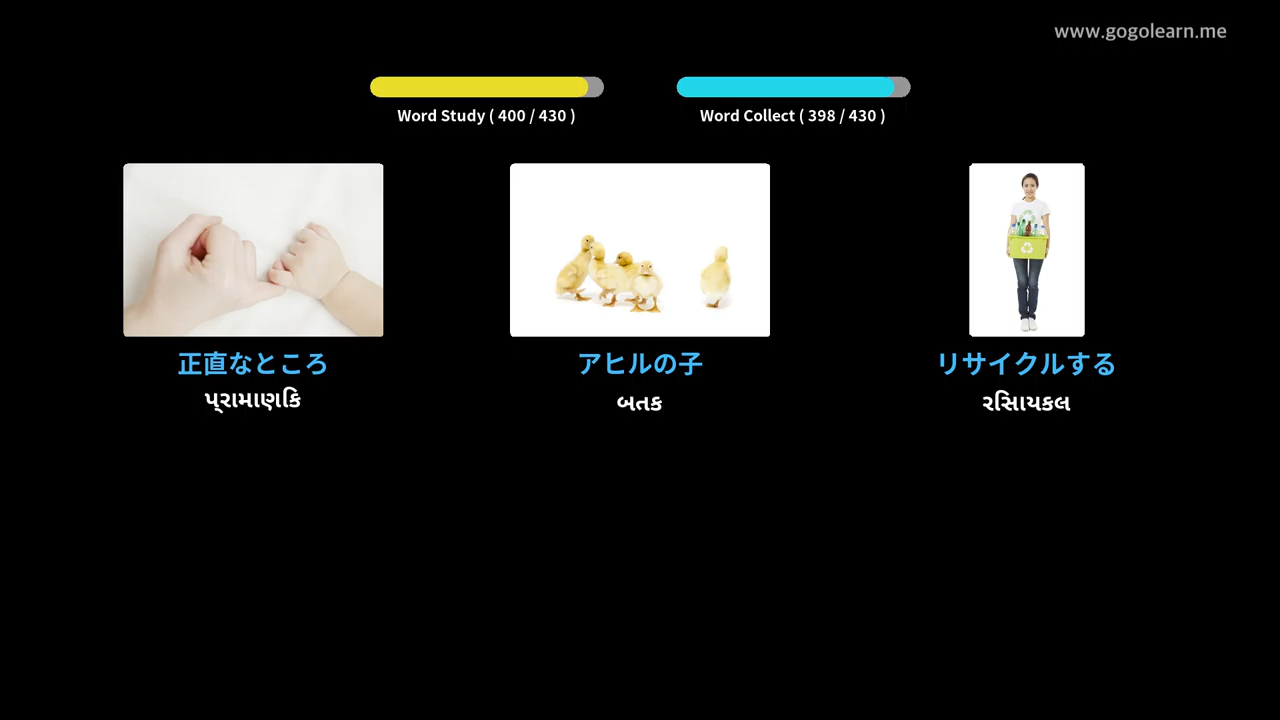 www.gogolearn.me
Word Study ( 400 / 430 )
Word Collect ( 398 / 430 )
正直なところ
પ્રામાણિક
アヒルの子
બતક
リサイクルする
રિસાયકલ